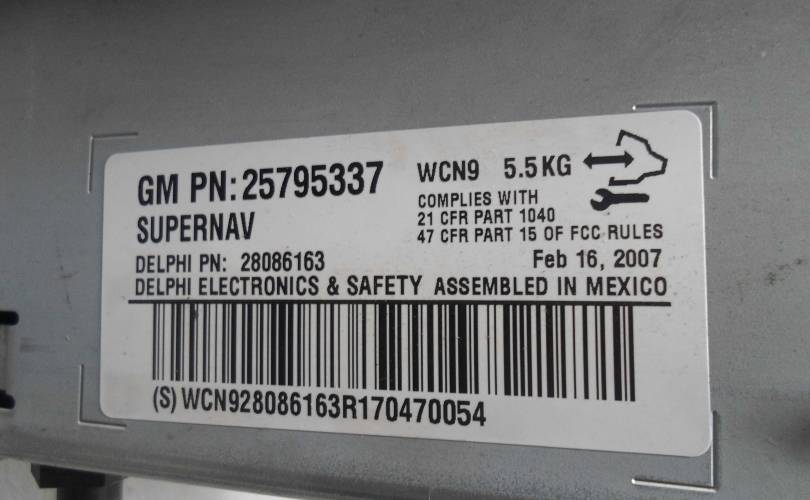 GM PN: 25795337
SUPERNAV
WCN9 5.5KG
COMPLIES WITH
21 CFR PART 1040
47 CFR PART 15 OF FCC RULES
DELPHI PN: 28086163
Feb 16, 2007
DELPHI ELECTRONICS & SAFETY ASSEMBLED IN MEXICO
(S) WCN928086163R170470054